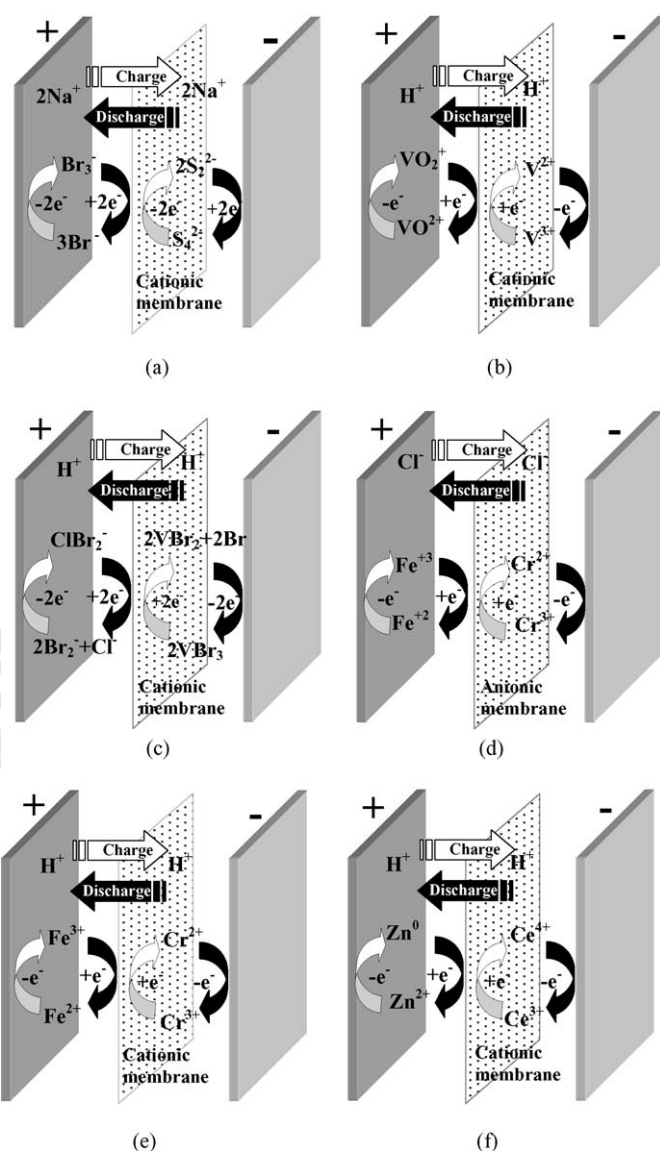 + -
Charge
2Na⁺ 2Na⁺
Discharge
Br₃⁻ 2S₂²⁻
-2e⁻ +2e⁻ -2e⁻ +2e⁻
3Br⁻ S₄²⁻
Cationic
membrane
(a)
+ -
Charge
H⁺ H⁺
Discharge
VO₂⁺ V²⁺
-e⁻ +e⁻ +e⁻ -e⁻
VO²⁺ V³⁺
Cationic
membrane
(b)
+ -
Charge
H⁺ H⁺
Discharge
ClBr₂⁻ 2VBr₂+2Br
-2e⁻ +2e⁻ +2e⁻ -2e⁻
2Br₂⁻+Cl⁻ 2VBr₃
Cationic
membrane
(c)
+ -
Charge
Cl⁻ Cl⁻
Discharge
Fe⁺³ Cr²⁺
-e⁻ +e⁻ +e⁻ -e⁻
Fe⁺² Cr³⁺
Anionic
membrane
(d)
+ -
Charge
H⁺ H⁺
Discharge
Fe³⁺ Cr²⁺
-e⁻ +e⁻ +e⁻ -e⁻
Fe²⁺ Cr³⁺
Cationic
membrane
(e)
+ -
Charge
H⁺ H⁺
Discharge
Zn⁰ Ce⁴⁺
-e⁻ +e⁻ +e⁻ -e⁻
Zn²⁺ Ce³⁺
Cationic
membrane
(f)